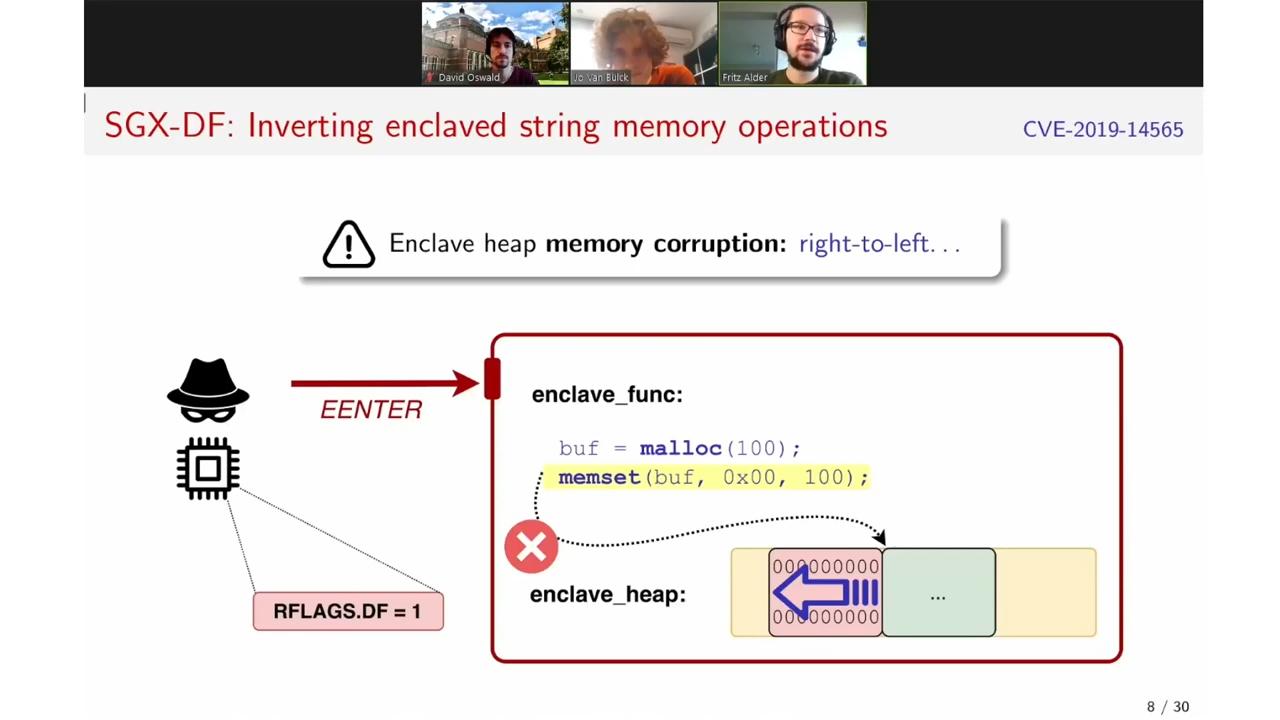 David Oswald
Jo Van Bulck
Fritz Alder
SGX-DF: Inverting enclaved string memory operations
CVE-2019-14565
Enclave heap memory corruption: right-to-left. . .
EENTER
enclave_func:
buf = malloc(100);
memset(buf, 0x00, 100);
enclave_heap:
000000000
000000000
...
RFLAGS.DF = 1
8 / 30